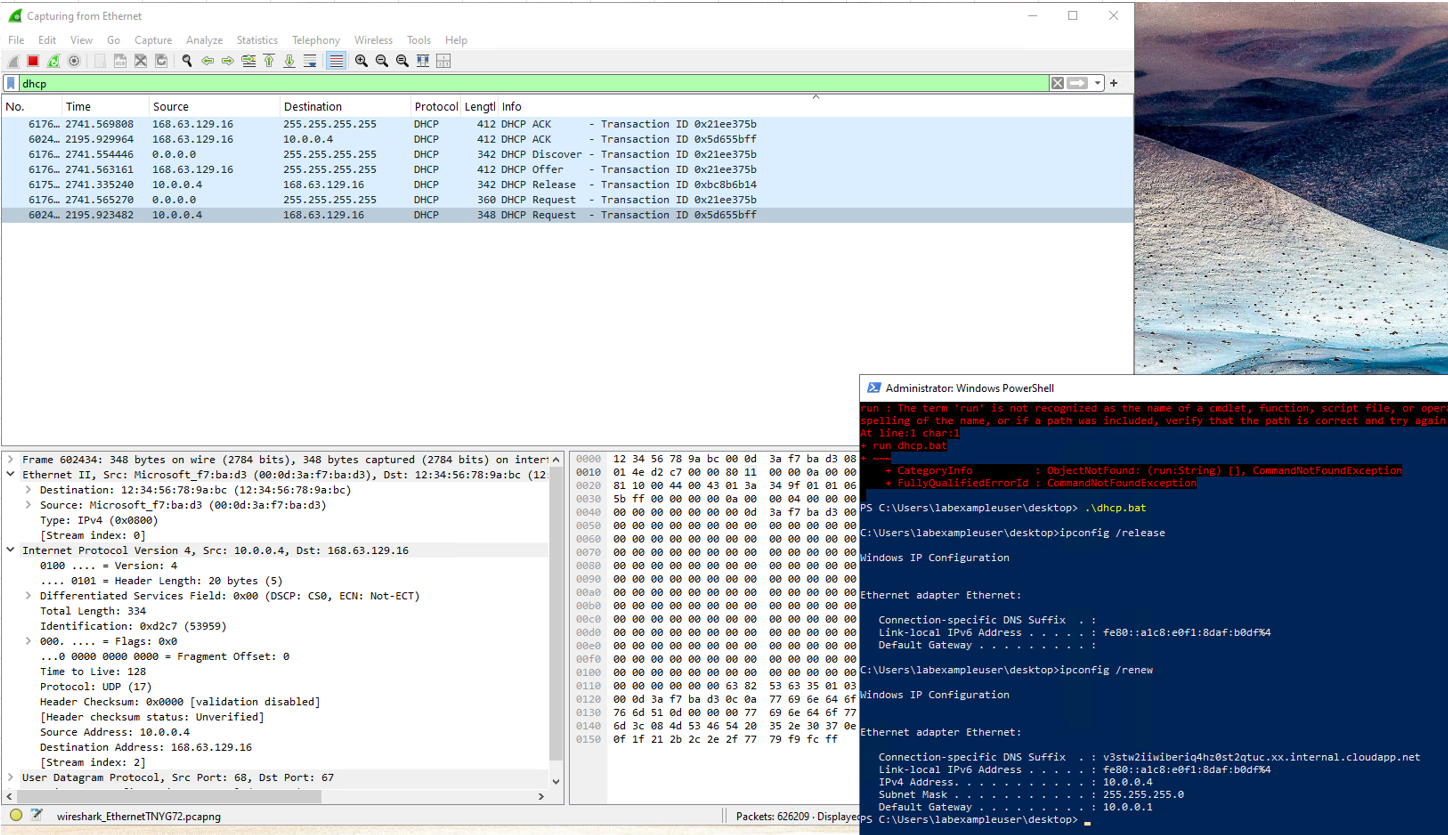 Capturing from Ethernet
File Edit View Go Capture Analyze Statistics Telephony Wireless Tools Help
dhcp
No. Time Source Destination Protocol Lengtl Info
6176… 2741.569808 168.63.129.16 255.255.255.255 DHCP 412 DHCP ACK - Transaction ID 0x21ee375b
6024… 2195.929964 168.63.129.16 10.0.0.4 DHCP 412 DHCP ACK - Transaction ID 0x5d655bff
6176… 2741.554446 0.0.0.0 255.255.255.255 DHCP 342 DHCP Discover - Transaction ID 0x21ee375b
6176… 2741.563161 168.63.129.16 255.255.255.255 DHCP 412 DHCP Offer - Transaction ID 0x21ee375b
6175… 2741.335240 10.0.0.4 168.63.129.16 DHCP 342 DHCP Release - Transaction ID 0xbc8b6b14
6176… 2741.565270 0.0.0.0 255.255.255.255 DHCP 360 DHCP Request - Transaction ID 0x21ee375b
6024… 2195.923482 10.0.0.4 168.63.129.16 DHCP 348 DHCP Request - Transaction ID 0x5d655bff
Frame 602434: 348 bytes on wire (2784 bits), 348 bytes captured (2784 bits) on interf
Ethernet II, Src: Microsoft_f7:ba:d3 (00:0d:3a:f7:ba:d3), Dst: 12:34:56:78:9a:bc (12:
Destination: 12:34:56:78:9a:bc (12:34:56:78:9a:bc)
Source: Microsoft_f7:ba:d3 (00:0d:3a:f7:ba:d3)
Type: IPv4 (0x0800)
[Stream index: 0]
Internet Protocol Version 4, Src: 10.0.0.4, Dst: 168.63.129.16
0100 .... = Version: 4
.... 0101 = Header Length: 20 bytes (5)
Differentiated Services Field: 0x00 (DSCP: CS0, ECN: Not-ECT)
Total Length: 334
Identification: 0xd2c7 (53959)
000. .... = Flags: 0x0
...0 0000 0000 0000 = Fragment Offset: 0
Time to Live: 128
Protocol: UDP (17)
Header Checksum: 0x0000 [validation disabled]
[Header checksum status: Unverified]
Source Address: 10.0.0.4
Destination Address: 168.63.129.16
[Stream index: 2]
User Datagram Protocol, Src Port: 68, Dst Port: 67
0000 12 34 56 78 9a bc 00 0d 3a f7 ba d3 08
0010 01 4e d2 c7 00 00 80 11 00 00 0a 00 00
0020 81 10 00 44 00 43 01 3a 34 9f 01 01 06
0030 5b ff 00 00 00 00 0a 00 00 04 00 00 00
0040 00 00 00 00 00 00 00 0d 3a f7 ba d3 00
0050 00 00 00 00 00 00 00 00 00 00 00 00 00
0060 00 00 00 00 00 00 00 00 00 00 00 00 00
0070 00 00 00 00 00 00 00 00 00 00 00 00 00
0080 00 00 00 00 00 00 00 00 00 00 00 00 00
0090 00 00 00 00 00 00 00 00 00 00 00 00 00
00a0 00 00 00 00 00 00 00 00 00 00 00 00 00
00b0 00 00 00 00 00 00 00 00 00 00 00 00 00
00c0 00 00 00 00 00 00 00 00 00 00 00 00 00
00d0 00 00 00 00 00 00 00 00 00 00 00 00 00
00e0 00 00 00 00 00 00 00 00 00 00 00 00 00
00f0 00 00 00 00 00 00 00 00 00 00 00 00 00
0100 00 00 00 00 00 00 00 00 00 00 00 00 00
0110 00 00 00 00 00 00 63 82 53 63 35 01 03
0120 00 0d 3a f7 ba d3 0c 0a 77 69 6e 64 6f
0130 76 6d 51 0d 00 00 00 77 69 6e 64 6f 77
0140 6d 3c 08 4d 53 46 54 20 35 2e 30 37 0e
0150 0f 1f 21 2b 2c 2e 2f 77 79 f9 fc ff
wireshark_EthernetTNYG72.pcapng
Packets: 626209 · Displayed
Administrator: Windows PowerShell
run : The term 'run' is not recognized as the name of a cmdlet, function, script file, or oper
spelling of the name, or if a path was included, verify that the path is correct and try again
At line:1 char:1
+ run dhcp.bat
+ ~~~
+ CategoryInfo : ObjectNotFound: (run:String) [], CommandNotFoundException
+ FullyQualifiedErrorId : CommandNotFoundException
PS C:\Users\labexampleuser\desktop> .\dhcp.bat
C:\Users\labexampleuser\desktop>ipconfig /release
Windows IP Configuration
Ethernet adapter Ethernet:
Connection-specific DNS Suffix . :
Link-local IPv6 Address . . . . . : fe80::a1c8:e0f1:8daf:b0df%4
Default Gateway . . . . . . . . . :
C:\Users\labexampleuser\desktop>ipconfig /renew
Windows IP Configuration
Ethernet adapter Ethernet:
Connection-specific DNS Suffix . : v3stw2iiwiberiq4hz0st2qtuc.xx.internal.cloudapp.net
Link-local IPv6 Address . . . . . : fe80::a1c8:e0f1:8daf:b0df%4
IPv4 Address. . . . . . . . . . . : 10.0.0.4
Subnet Mask . . . . . . . . . . . : 255.255.255.0
Default Gateway . . . . . . . . . : 10.0.0.1
PS C:\Users\labexampleuser\desktop>